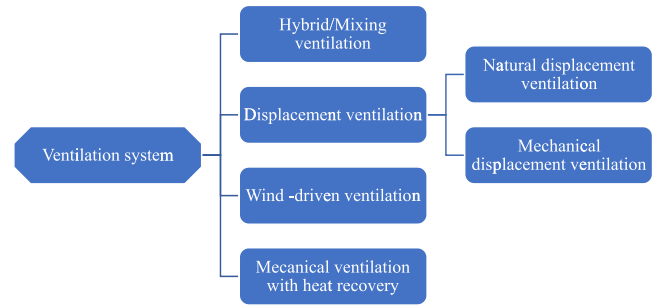 Hybrid/Mixing
ventilation
Natural displacement
ventilation
Displacement ventilation
Ventilation system
Mechanical
displacement ventilation
Wind -driven ventilation
Mecanical ventilation
with heat recovery